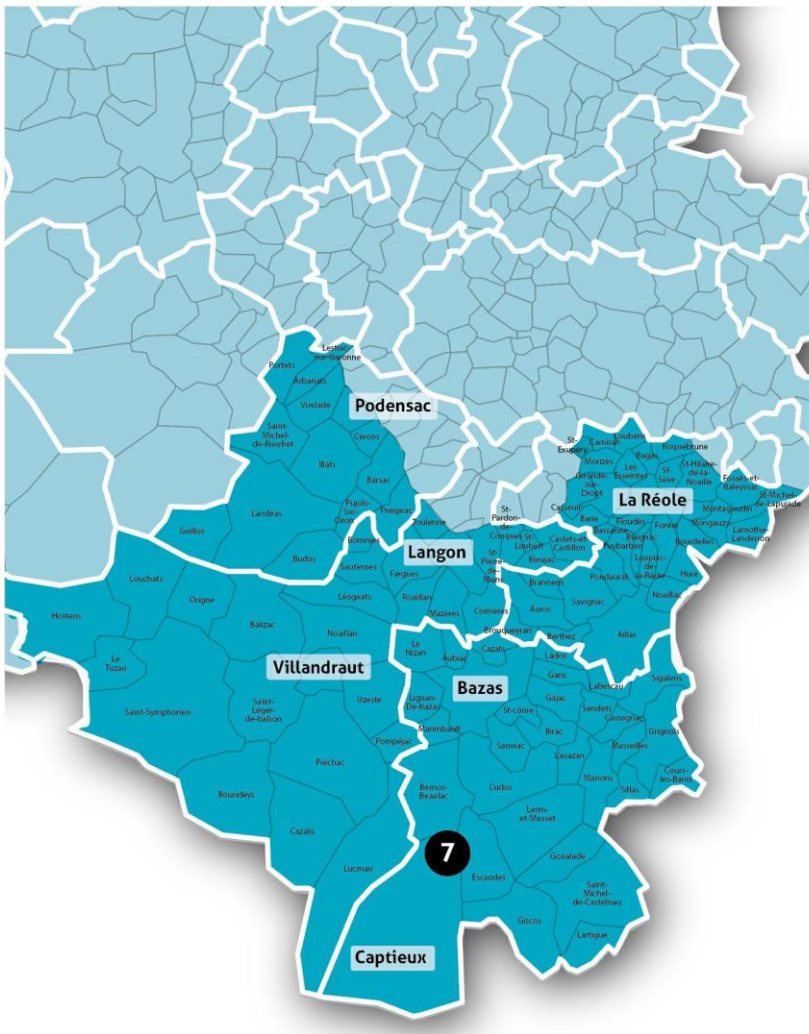 Portets
Lestiac-
sur-Garonne
Arbanats
Virelade
Podensac
Saint-
Michel-
de-Rieufret
Cérons
Illats
Barsac
Pujols-
Sur-
Ciron
Preignac
Landiras
Guillos
Budos
Toulenne
St-
Exupéry
Lamiran
Loubens
Bagas
Roquebrune
Morizès
Les
Esseintes
St-
Sève
St-Hilaire-
de-la-
Noaille
Fossès-et-
Baleyssac
St-Michel
de-Lapujade
Gironde-
sur-
Dropt
La Réole
Casseuil
Barie
Bassanne
Floudès
Fontet
Montagoudin
Mongauzy
Lamothe-
Landerron
Blaignac
Puybarban
Bourdelles
Loupiac-
de-
la-Réole
Hure
Noaillac
St-
Pardon-
de-
Conques
St-
Loubert
Castets-et-
Castillon
Bieujac
St-
Pierre-
de-
Mons
Langon
Bommes
Sauternes
Fargues
Léogeats
Roaillan
Mazères
Coimères
Brannens
Pondaurat
Auros
Savignac
Brouqueyran
Berthez
Aillas
Louchats
Hostens
Origne
Balizac
Noaillan
Le
Tuzan
Villandraut
Saint-Symphorien
Saint-
Léger-
de-balson
Uzeste
Pompéjac
Préchac
Bourideys
Cazalis
Lucmau
Le
Nizan
Aubiac
Cazats
Lados
Bazas
Gans
Labescau
Sigalens
Lignan-
De-bazas
Gajac
Sendets
Cauvignac
St-côme
Marimbault
Birac
Grignols
Sauviac
Masseilles
Lavazan
Cours-
les-Bains
Marions
Sillas
Bernos-
Beaulac
Cudos
Lerm-
et-Musset
7
Goualade
Escaudes
Saint-
Michel-
de-Castelnau
Giscos
Lartigue
Captieux